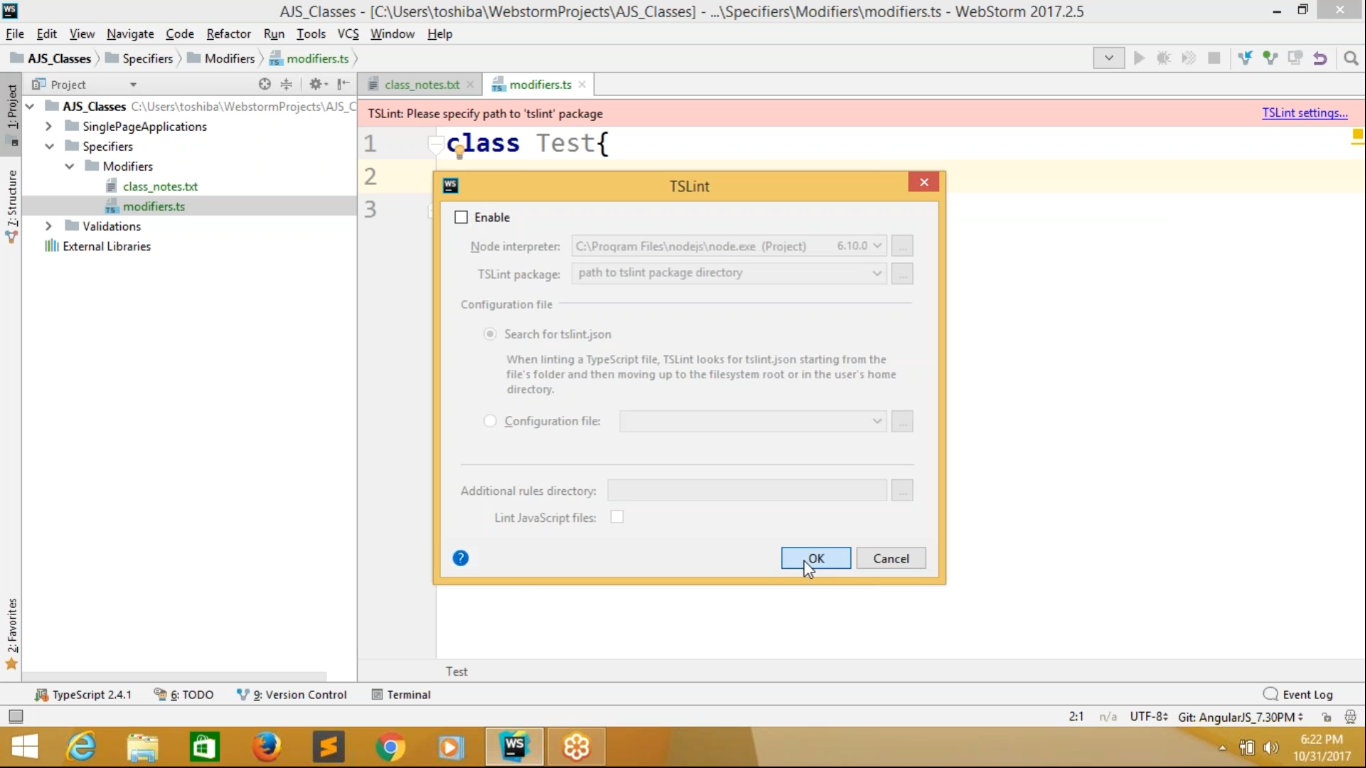 WS
AJS_Classes - [C:\Users\toshiba\WebstormProjects\AJS_Classes] - ...\Specifiers\Modifiers\modifiers.ts - WebStorm 2017.2.5
File Edit View Navigate Code Refactor Run Tools VCS Window Help
AJS_Classes Specifiers Modifiers modifiers.ts
1: Project
Project
class_notes.txt modifiers.ts
AJS_Classes C:\Users\toshiba\WebstormProjects\AJS_C
SinglePageApplications
Specifiers
Modifiers
class_notes.txt
modifiers.ts
Validations
External Libraries
Z: Structure
2: Favorites
TSLint: Please specify path to 'tslint' package TSLint settings...
1 class Test{
2
3
WS TSLint
Enable
Node interpreter: C:\Program Files\nodejs\node.exe (Project) 6.10.0 ...
TSLint package: path to tslint package directory ...
Configuration file
Search for tslint.json
When linting a TypeScript file, TSLint looks for tslint.json starting from the
file's folder and then moving up to the filesystem root or in the user's home
directory.
Configuration file: ...
Additional rules directory: ...
Lint JavaScript files:
? OK Cancel
Test
TypeScript 2.4.1 6: TODO 9: Version Control Terminal Event Log
2:1 n/a UTF-8 Git: AngularJS_7.30PM
WS
6:22 PM
10/31/2017